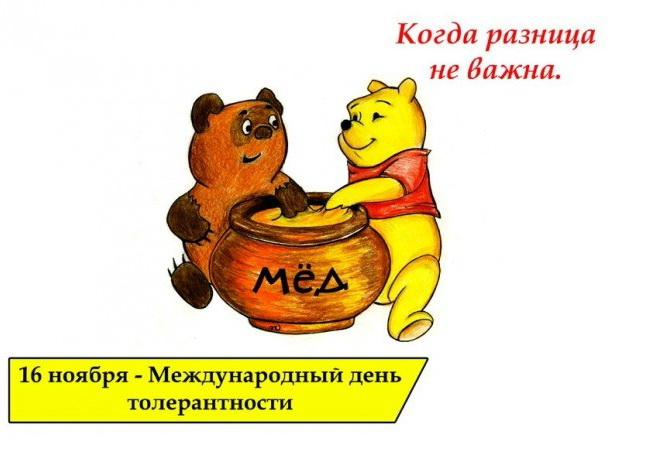 Когда разница
не важна.
МЁД
16 ноября - Международный день
толерантности